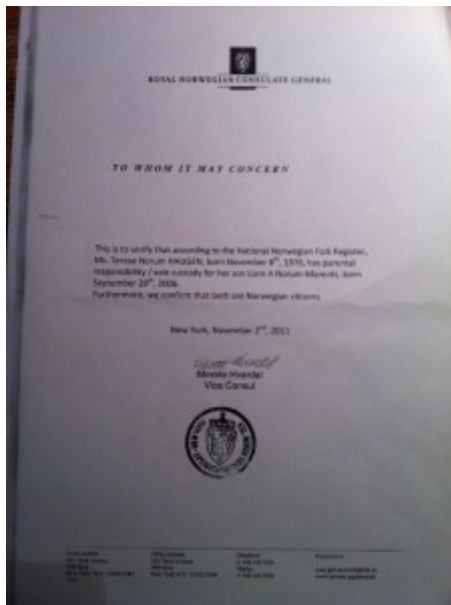 ROYAL NORWEGIAN CONSULATE GENERAL
TO WHOM IT MAY CONCERN
This is to verify that according to the National Norwegian Folk Register,
Ms. Terese Norum HAUGEN, born November 8th, 1976, has parental
responsibility / sole custody for her son Liam A Norum Marents, born
September 20th, 2006.
Furthermore, we confirm that both are Norwegian citizens.
New York, November 2nd, 2011
Hvardal
Vice Consul